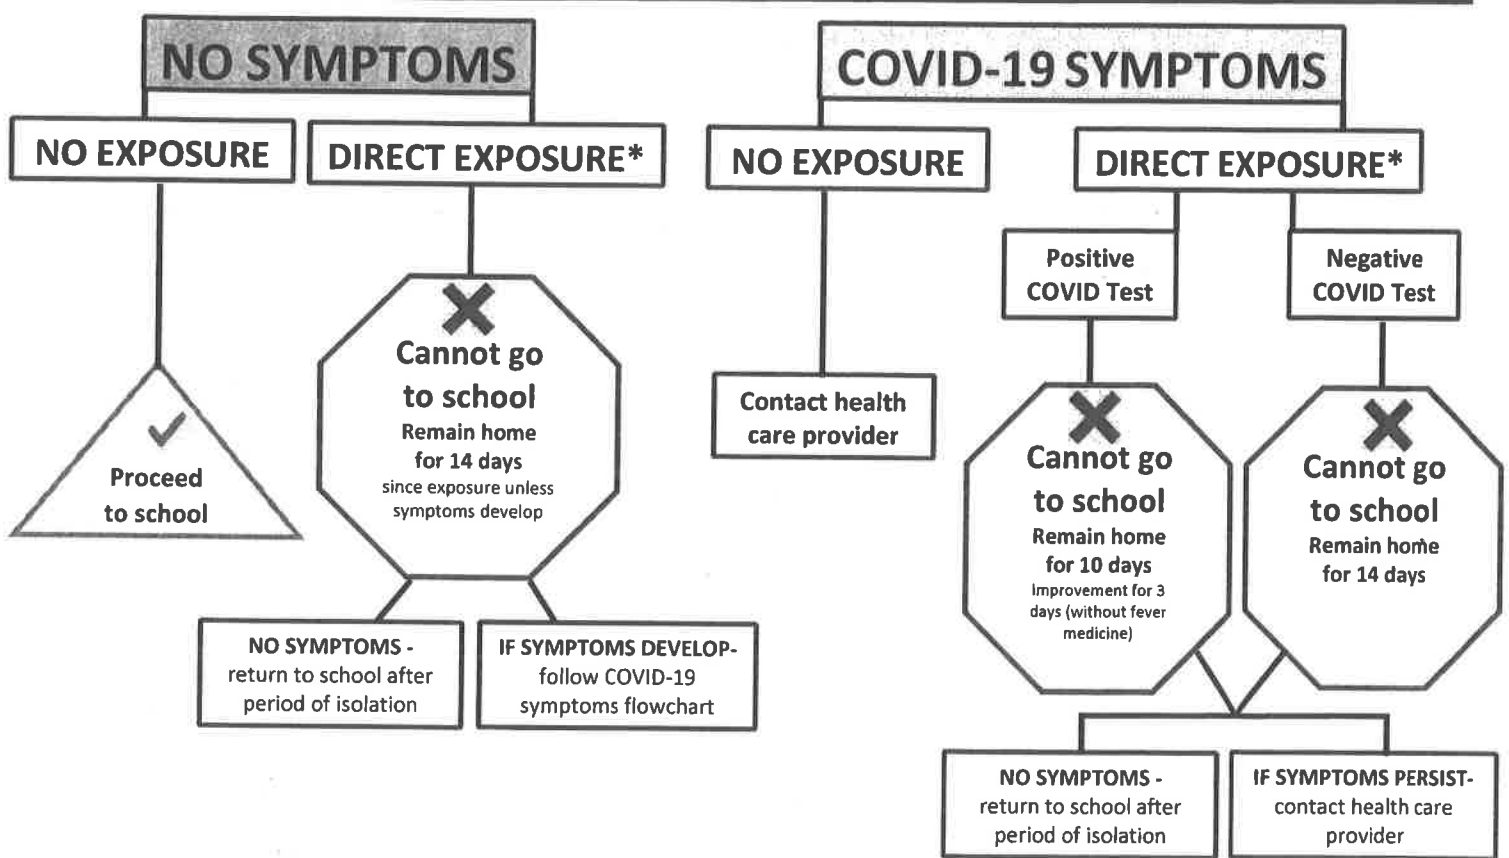 NO SYMPTOMS
NO EXPOSURE
DIRECT EXPOSURE*
Proceed
to school
Cannot go
to school
Remain home
for 14 days
since exposure unless
symptoms develop
NO SYMPTOMS -
return to school after
period of isolation
IF SYMPTOMS DEVELOP-
follow COVID-19
symptoms flowchart
COVID-19 SYMPTOMS
NO EXPOSURE
DIRECT EXPOSURE*
Contact health
care provider
Positive
COVID Test
Negative
COVID Test
Cannot go
to school
Remain home
for 10 days
Improvement for 3
days (without fever
medicine)
Cannot go
to school
Remain home
for 14 days
NO SYMPTOMS -
return to school after
period of isolation
IF SYMPTOMS PERSIST-
contact health care
provider